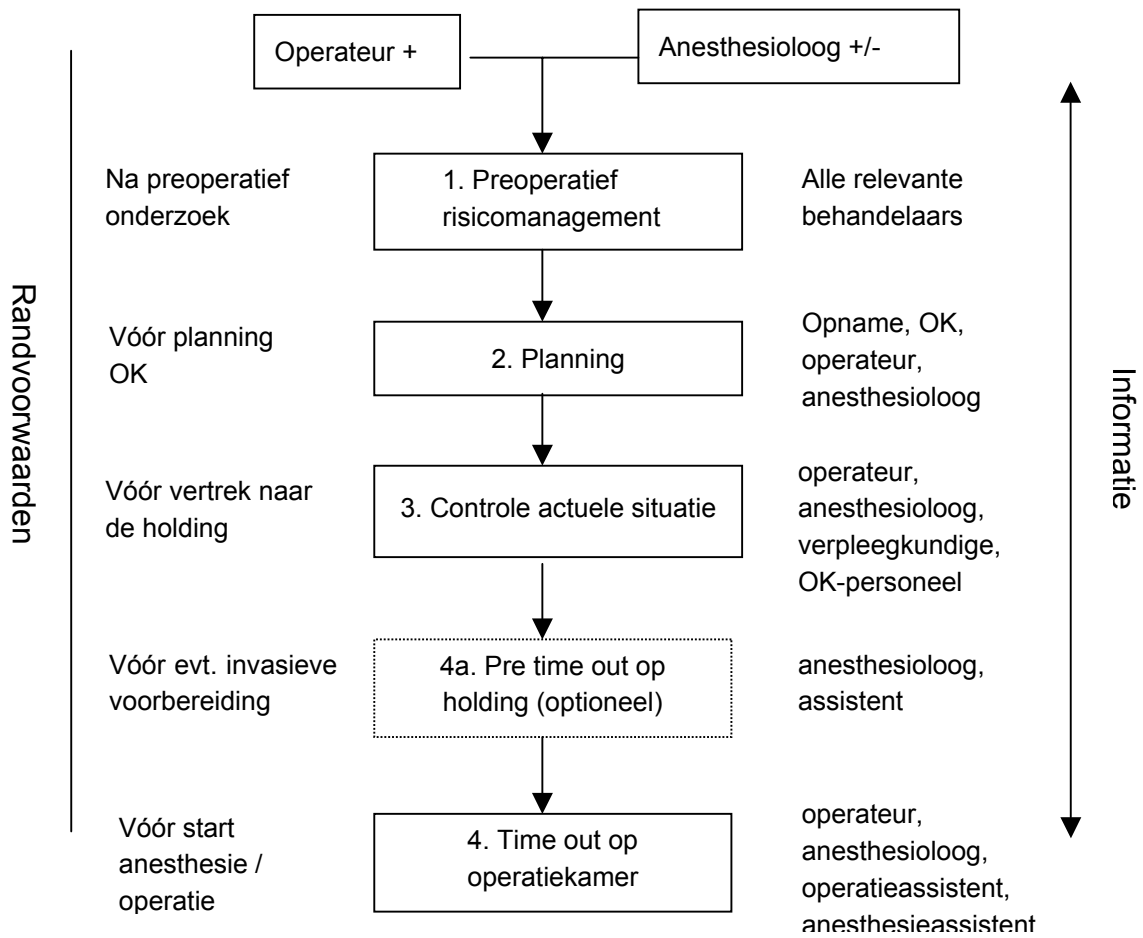 Operateur +
Anesthesioloog +/-
Na preoperatief
onderzoek
1. Preoperatief
risicomanagement
Alle relevante
behandelaars
Randvoorwaarden
Vóór planning
OK
2. Planning
Opname, OK,
operateur,
anesthesioloog
Informatie
Vóór vertrek naar
de holding
3. Controle actuele situatie
operateur,
anesthesioloog,
verpleegkundige,
OK-personeel
Vóór evt. invasieve
voorbereiding
4a. Pre time out op
holding (optioneel)
anesthesioloog,
assistent
Vóór start
anesthesie /
operatie
4. Time out op
operatiekamer
operateur,
anesthesioloog,
operatieassistent,
anesthesieassistent